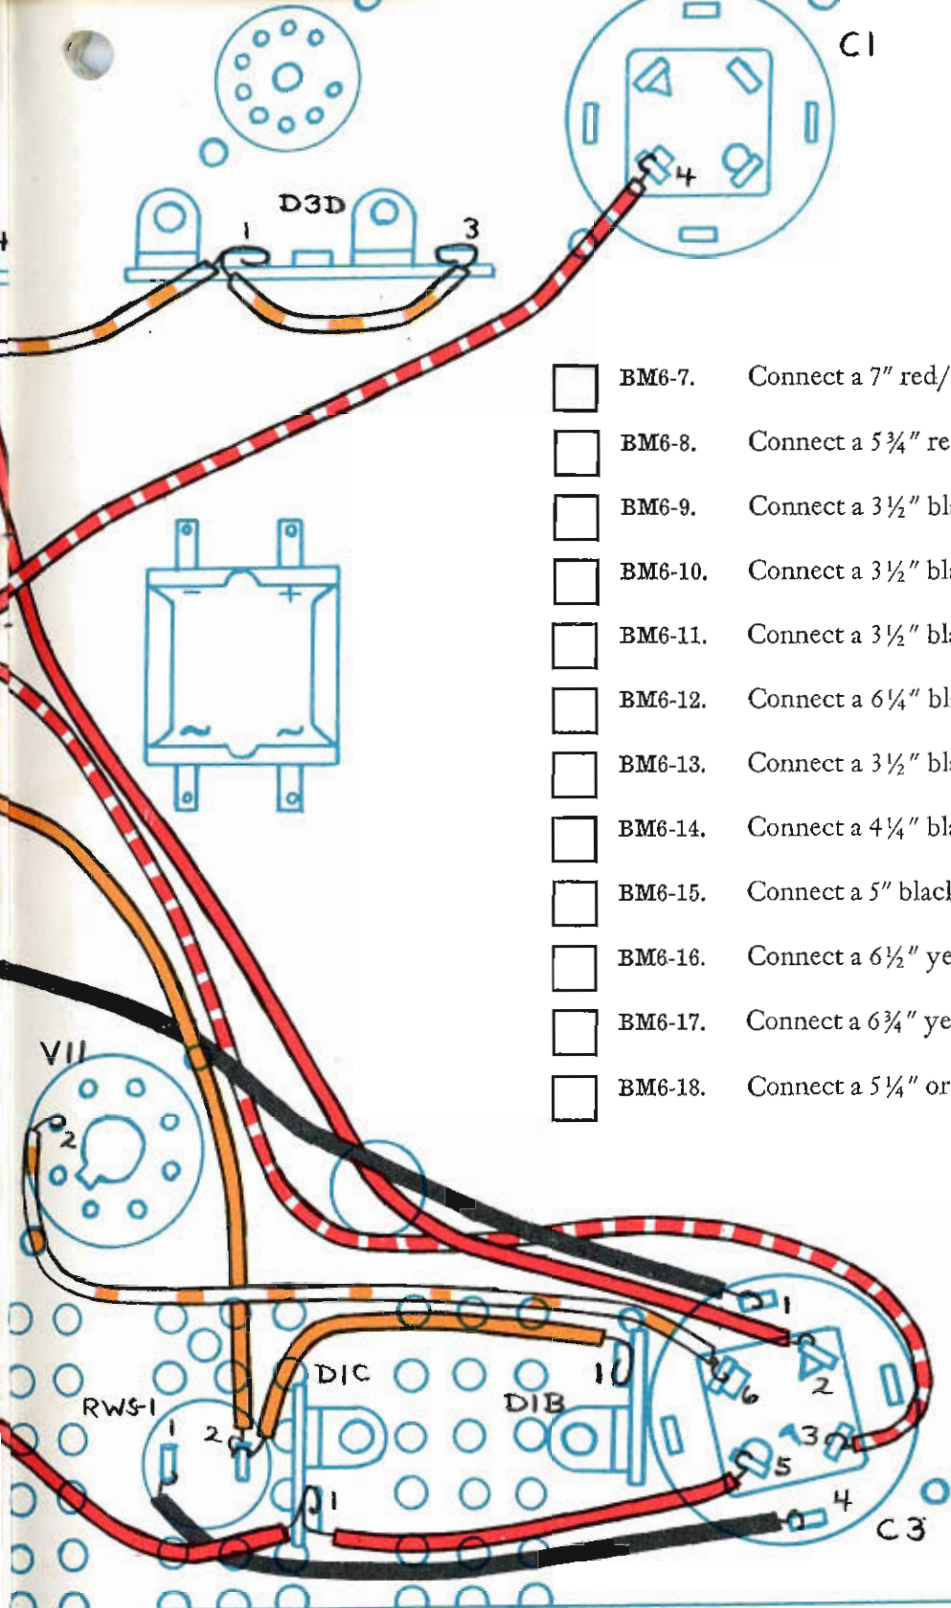 C1
4
D3D
1
3
BM6-7. Connect a 7" red/
BM6-8. Connect a 5¾" re
BM6-9. Connect a 3½" bl
BM6-10. Connect a 3½" bl
BM6-11. Connect a 3½" bl
BM6-12. Connect a 6¼" bl
BM6-13. Connect a 3½" bl
BM6-14. Connect a 4¼" bl
BM6-15. Connect a 5" black
BM6-16. Connect a 6½" ye
BM6-17. Connect a 6¾" ye
BM6-18. Connect a 5¼" or
− +
~ ~
V11
2
1
D1C
10
2
6
RWS-1
D1B
1
2
3
5
1
4
C3